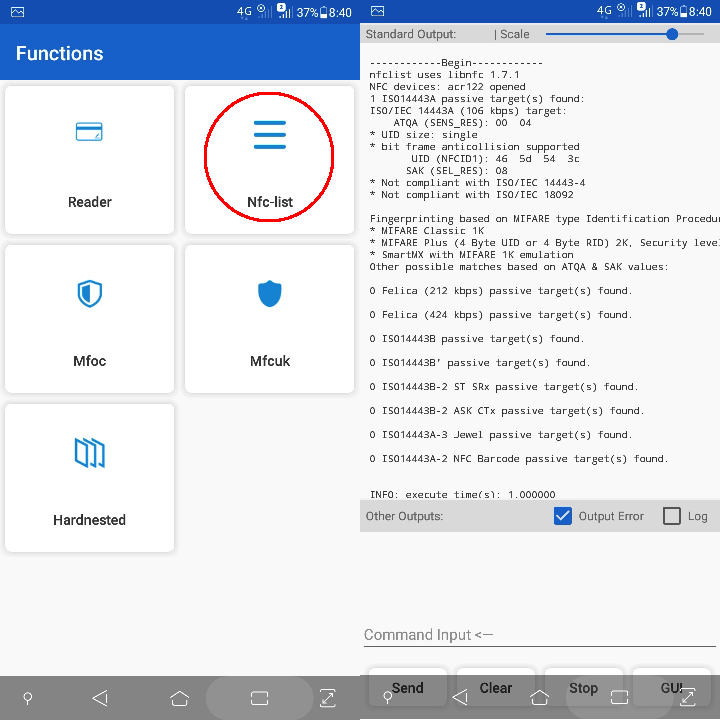 4G 2 37% 8:40
Functions
Reader
Nfc-list
Mfoc
Mfcuk
Hardnested
4G 2 37% 8:40
Standard Output: | Scale
------------Begin------------
nfclist uses libnfc 1.7.1
NFC devices: acr122 opened
1 ISO14443A passive target(s) found:
ISO/IEC 14443A (106 kbps) target:
ATQA (SENS_RES): 00 04
* UID size: single
* bit frame anticollision supported
UID (NFCID1): 46 5d 54 3c
SAK (SEL_RES): 08
* Not compliant with ISO/IEC 14443-4
* Not compliant with ISO/IEC 18092
Fingerprinting based on MIFARE type Identification Procedu
* MIFARE Classic 1K
* MIFARE Plus (4 Byte UID or 4 Byte RID) 2K, Security leve
* SmartMX with MIFARE 1K emulation
Other possible matches based on ATQA & SAK values:
0 Felica (212 kbps) passive target(s) found.
0 Felica (424 kbps) passive target(s) found.
0 ISO14443B passive target(s) found.
0 ISO14443B' passive target(s) found.
0 ISO14443B-2 ST SRx passive target(s) found.
0 ISO14443B-2 ASK CTx passive target(s) found.
0 ISO14443A-3 Jewel passive target(s) found.
0 ISO14443A-2 NFC Barcode passive target(s) found.
INFO: execute time(s): 1.000000
Other Outputs: Output Error Log
Command Input <--
Send Clear Stop GUI